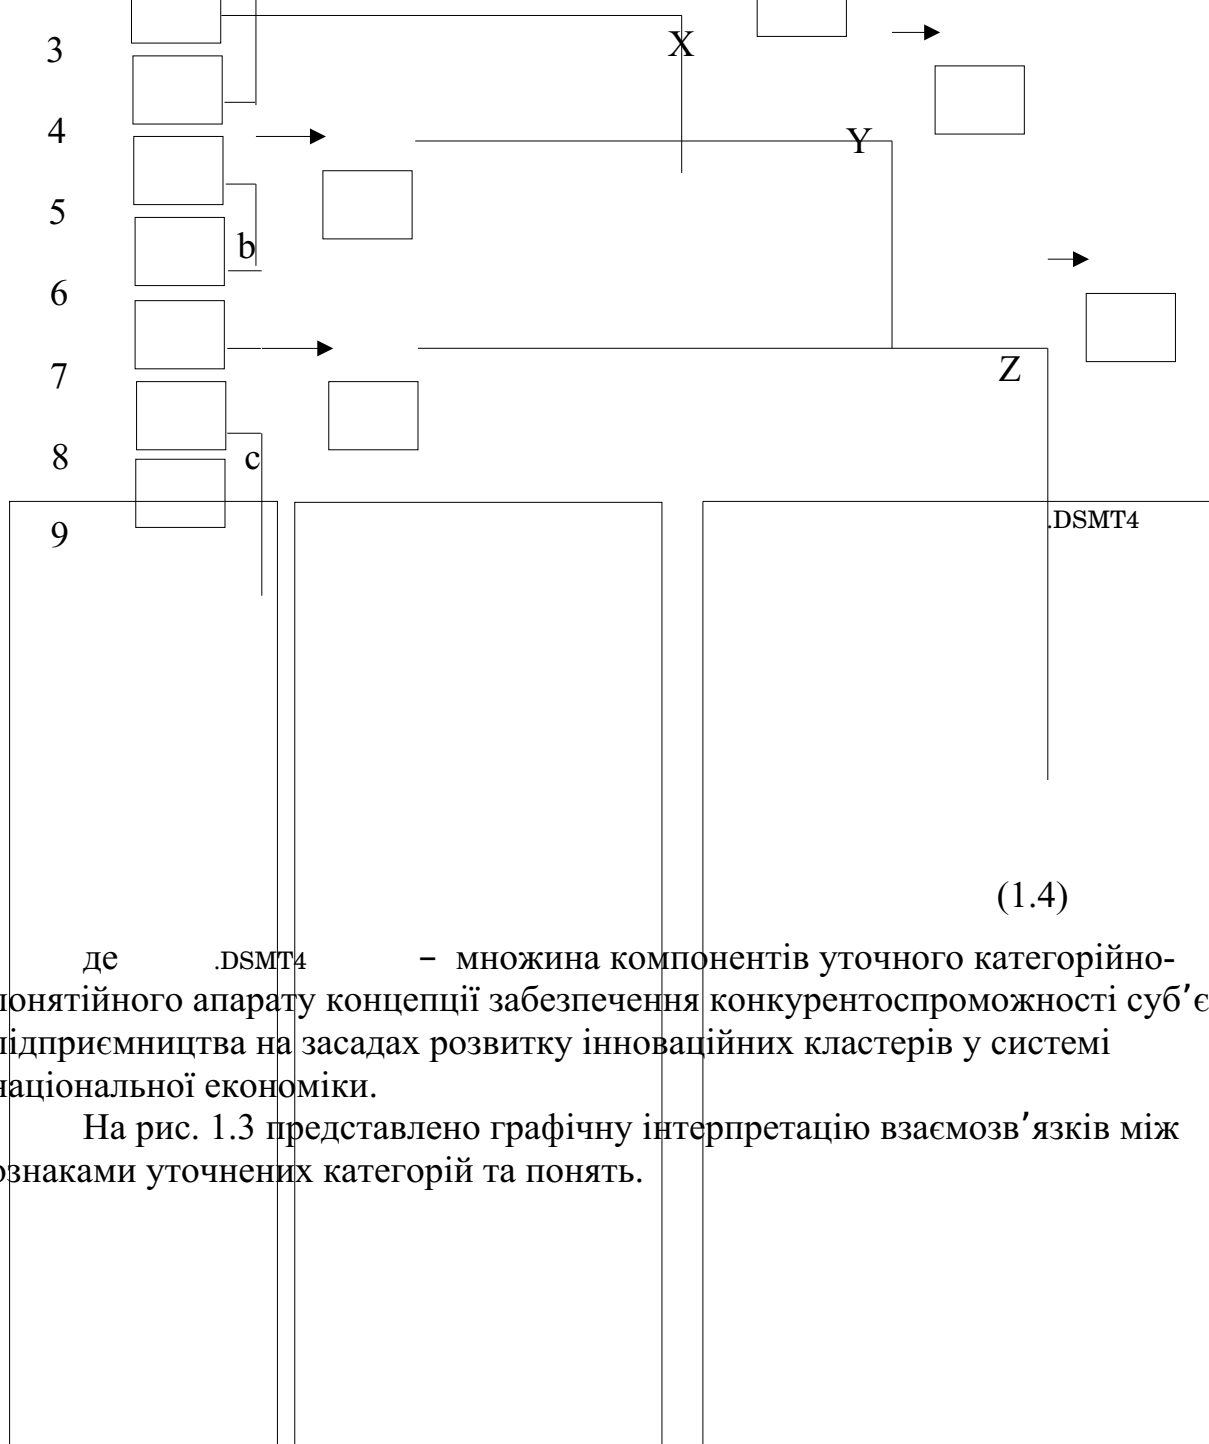 3
X
4
Y
5
b
6
Z
7
8
c
.DSMT4
9
(1.4)
де .DSMT4 – множина компонентів уточного категорійно-
понятійного апарату концепції забезпечення конкурентоспроможності суб’є
підприємництва на засадах розвитку інноваційних кластерів у системі
національної економіки.
На рис. 1.3 представлено графічну інтерпретацію взаємозв’язків між
ознаками уточнених категорій та понять.